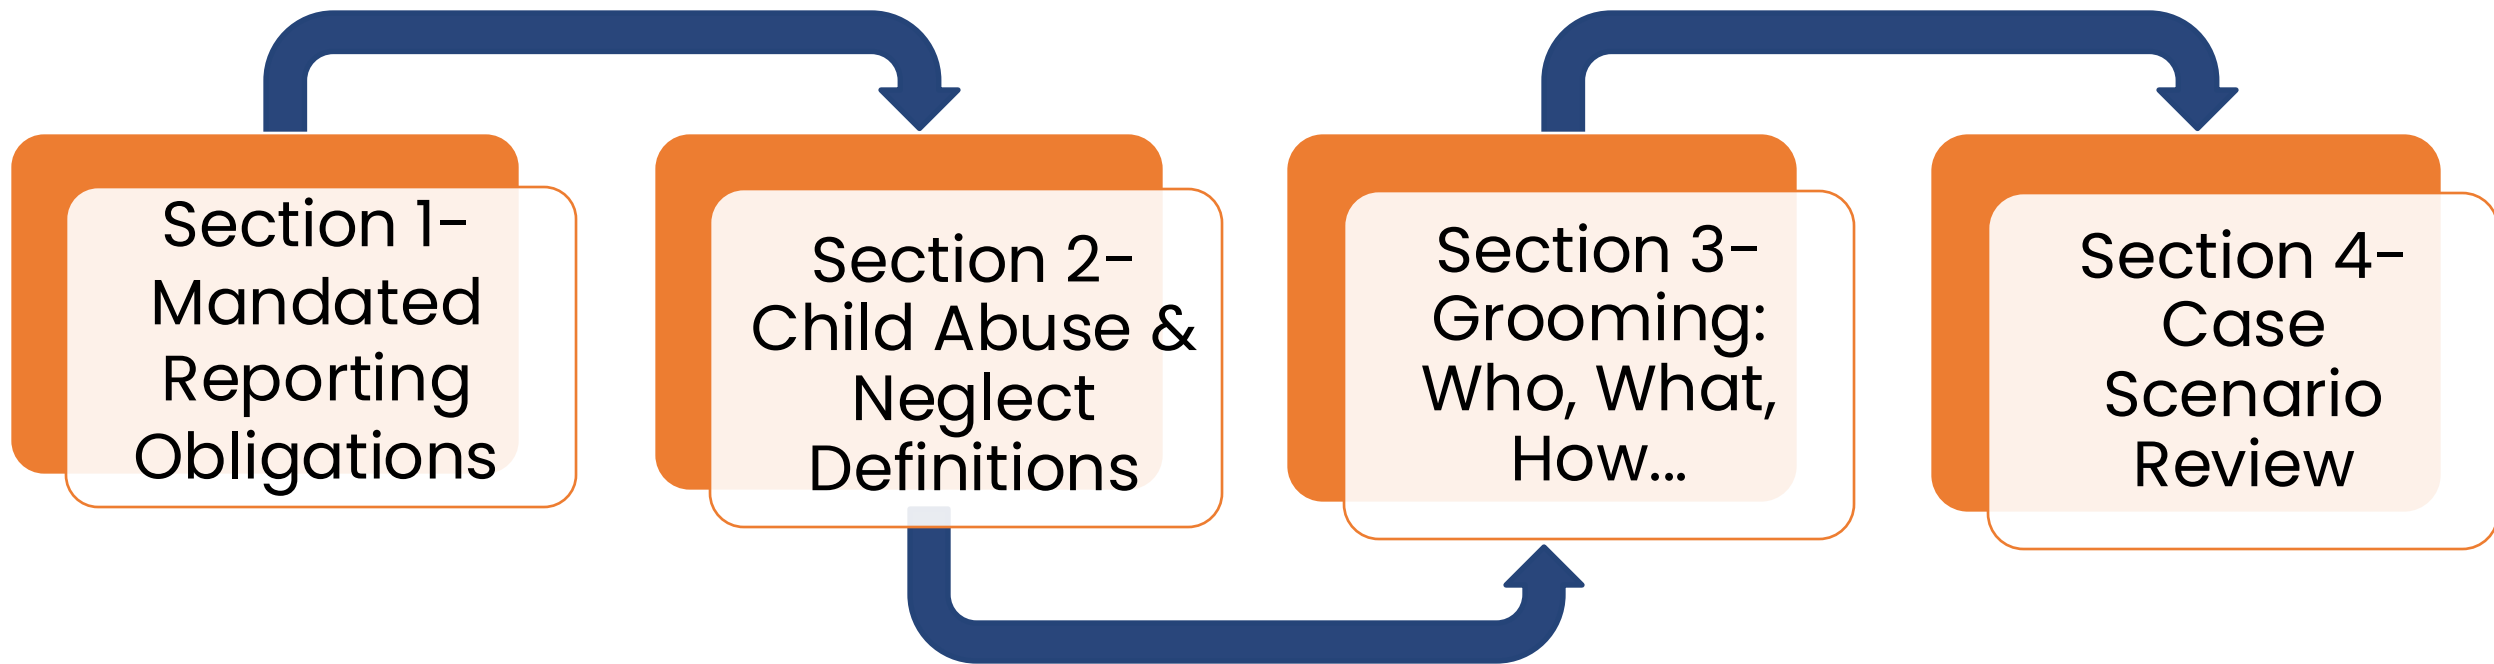 Section 1-
Mandated
Reporting
Obligations
Section 2-
Child Abuse &
Neglect
Definitions
Section 3-
Grooming:
Who, What,
How...
Section 4-
Case
Scenario
Review